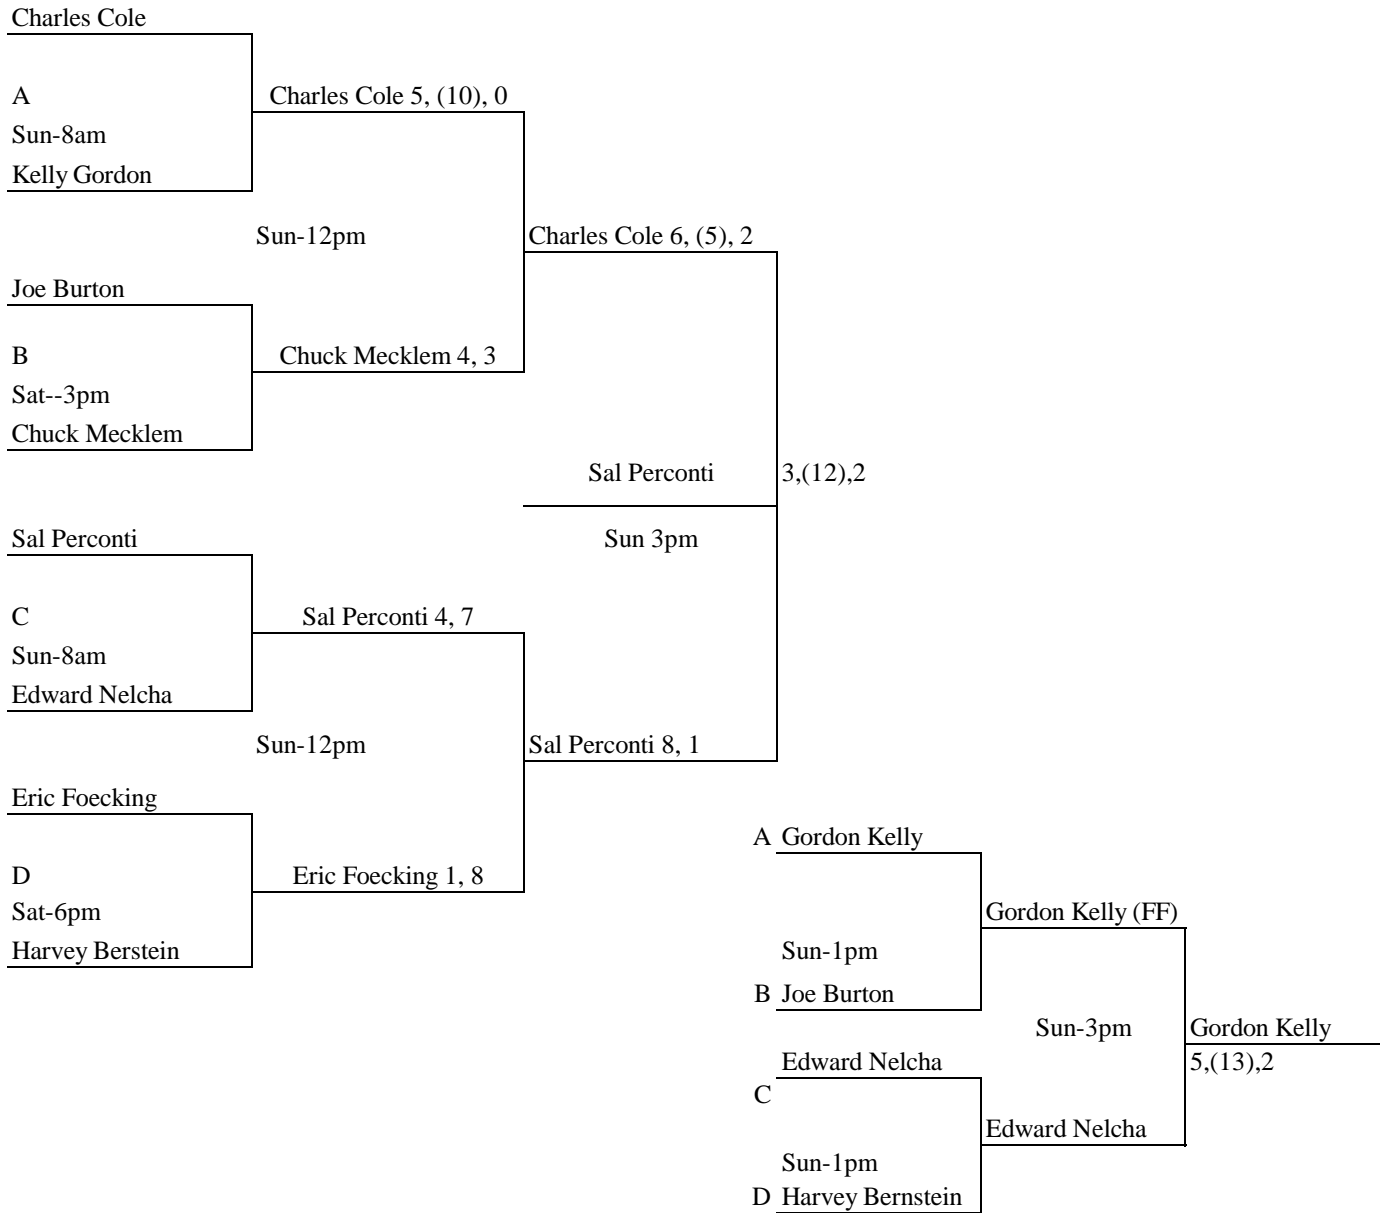 Charles Cole
A
Charles Cole 5, (10), 0
Sun-8am
Kelly Gordon
Sun-12pm
Charles Cole 6, (5), 2
Joe Burton
B
Chuck Mecklem 4, 3
Sat--3pm
Chuck Mecklem
Sal Perconti
3,(12),2
Sal Perconti
Sun 3pm
C
Sal Perconti 4, 7
Sun-8am
Edward Nelcha
Sun-12pm
Sal Perconti 8, 1
Eric Foecking
D
Eric Foecking 1, 8
Sat-6pm
Harvey Berstein
A Gordon Kelly
Gordon Kelly (FF)
Sun-1pm
B Joe Burton
Sun-3pm
Gordon Kelly
5,(13),2
Edward Nelcha
C
Edward Nelcha
Sun-1pm
D Harvey Bernstein